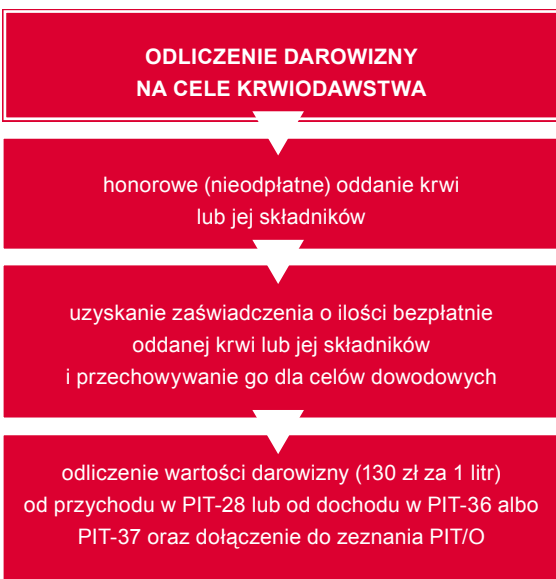 ODLICZENIE DAROWIZNY
NA CELE KRWIODAWSTWA
honorowe (nieodpłatne) oddanie krwi
lub jej składników
uzyskanie zaświadczenia o ilości bezpłatnie
oddanej krwi lub jej składników
i przechowywanie go dla celów dowodowych
odliczenie wartości darowizny (130 zł za 1 litr)
od przychodu w PIT-28 lub od dochodu w PIT-36 albo
PIT-37 oraz dołączenie do zeznania PIT/O